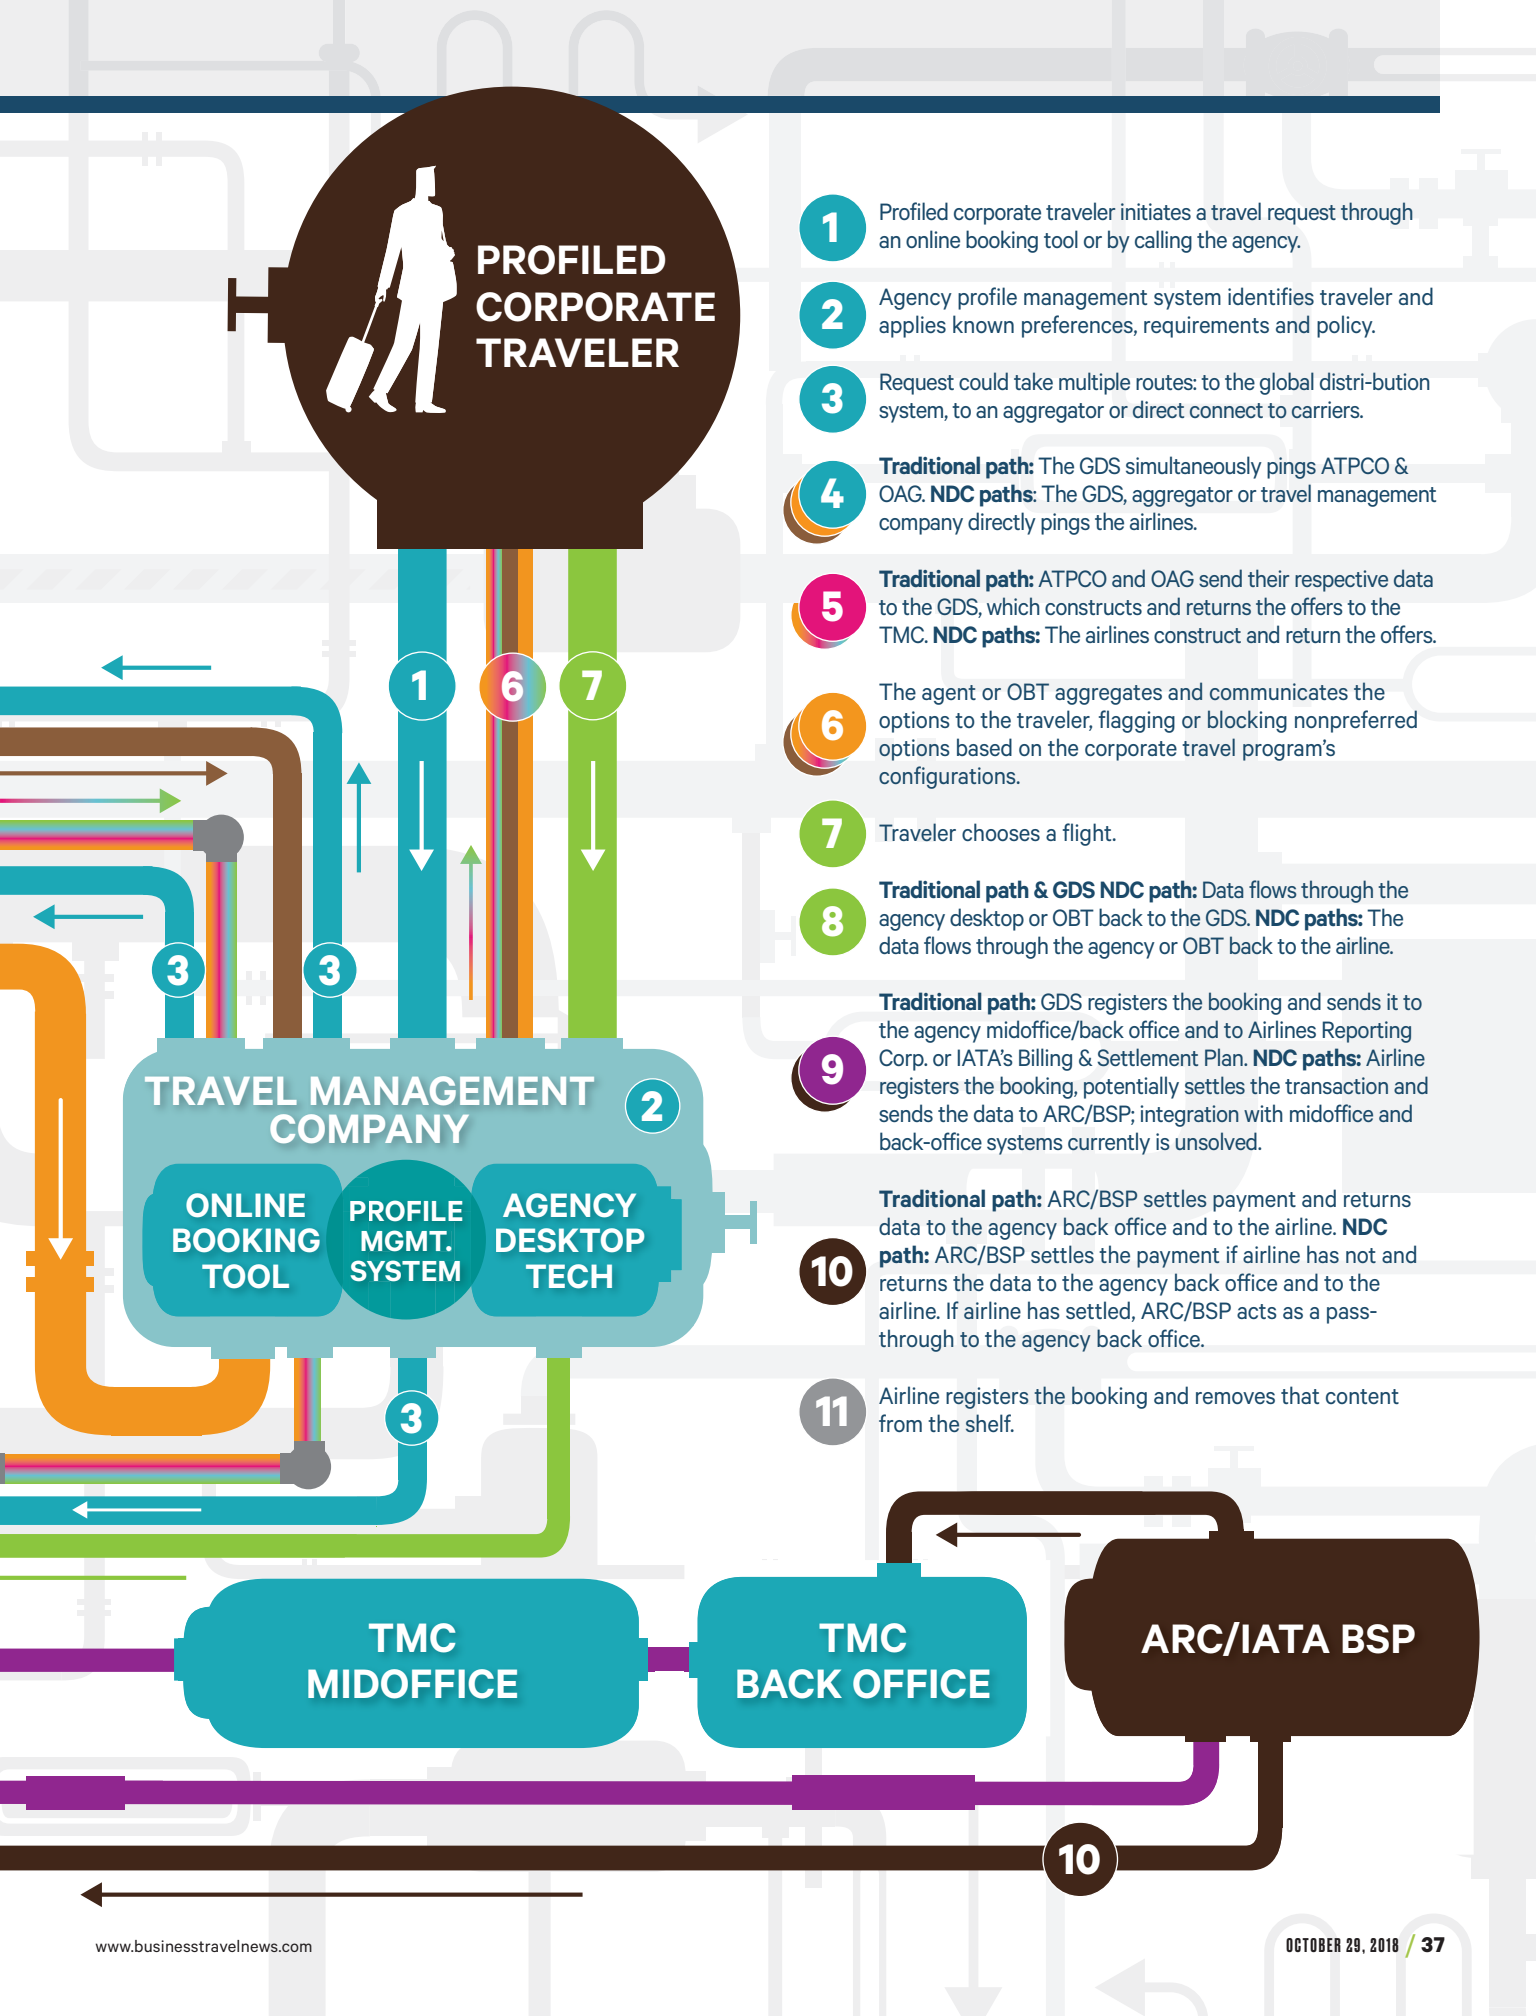 PROFILED
CORPORATE
TRAVELER
1
Profiled corporate traveler initiates a travel request through
an online booking tool or by calling the agency.
2
Agency profile management system identifies traveler and
applies known preferences, requirements and policy.
3
Request could take multiple routes: to the global distri-bution
system, to an aggregator or direct connect to carriers.
4
Traditional path: The GDS simultaneously pings ATPCO &
OAG. NDC paths: The GDS, aggregator or travel management
company directly pings the airlines.
5
Traditional path: ATPCO and OAG send their respective data
to the GDS, which constructs and returns the offers to the
TMC. NDC paths: The airlines construct and return the offers.
6
The agent or OBT aggregates and communicates the
options to the traveler, flagging or blocking nonpreferred
options based on the corporate travel program's
configurations.
7
Traveler chooses a flight.
8
Traditional path & GDS NDC path: Data flows through the
agency desktop or OBT back to the GDS. NDC paths: The
data flows through the agency or OBT back to the airline.
9
Traditional path: GDS registers the booking and sends it to
the agency midoffice/back office and to Airlines Reporting
Corp. or IATA's Billing & Settlement Plan. NDC paths: Airline
registers the booking, potentially settles the transaction and
sends the data to ARC/BSP; integration with midoffice and
back-office systems currently is unsolved.
10
Traditional path: ARC/BSP settles payment and returns
data to the agency back office and to the airline. NDC
path: ARC/BSP settles the payment if airline has not and
returns the data to the agency back office and to the
airline. If airline has settled, ARC/BSP acts as a pass-
through to the agency back office.
11
Airline registers the booking and removes that content
from the shelf.
1 6 7
3 3
TRAVEL MANAGEMENT
COMPANY
2
ONLINE
BOOKING
TOOL
PROFILE
MGMT.
SYSTEM
AGENCY
DESKTOP
TECH
3
TMC
MIDOFFICE
TMC
BACK OFFICE
ARC/IATA BSP
10
www.businesstravelnews.com
OCTOBER 29, 2018 / 37